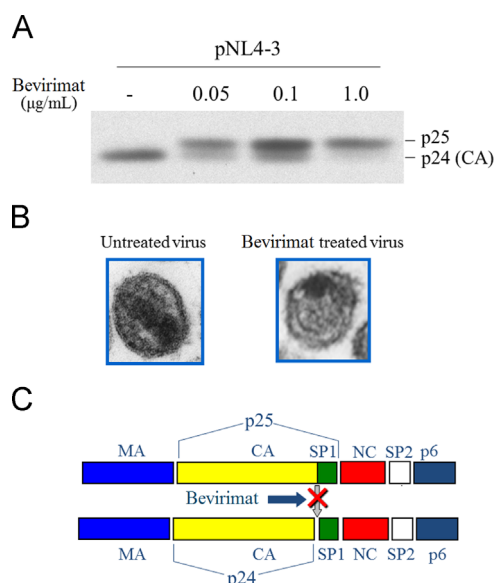 A
pNL4-3
Bevirimat
(µg/mL)
- 0.05 0.1 1.0
p25
p24 (CA)
B
Untreated virus Bevirimat treated virus
C
p25
MA CA SP1 NC SP2 p6
Bevirimat
MA CA SP1 NC SP2 p6
p24